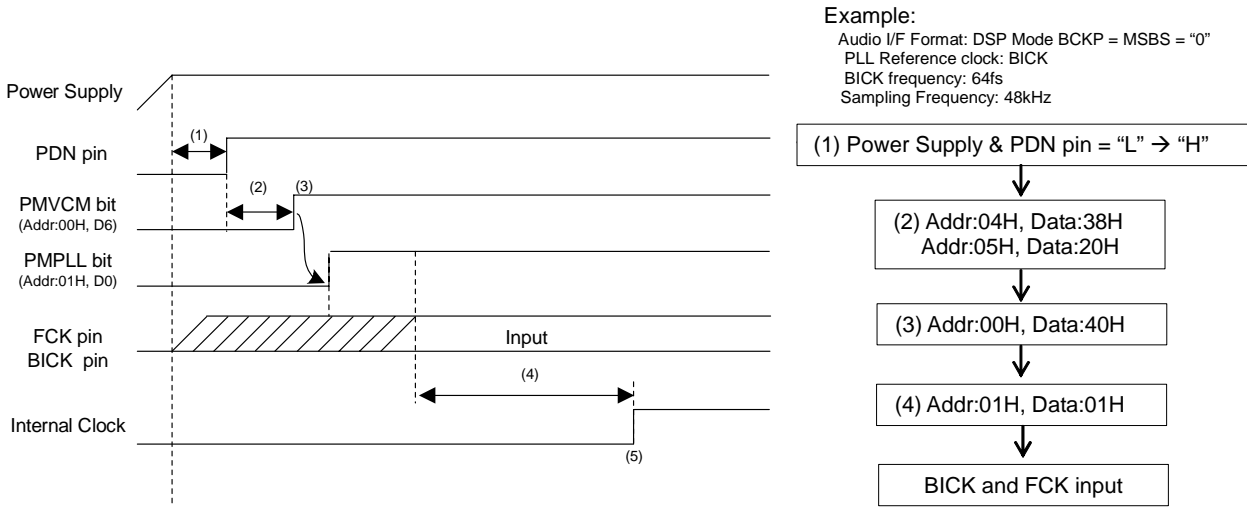 Power Supply
(1)
PDN pin
(2)
(3)
PMVCM bit
(Addr:00H, D6)
PMPLL bit
(Addr:01H, D0)
FCK pin
BICK pin
Input
(4)
Internal Clock
(5)
Example:
Audio I/F Format: DSP Mode BCKP = MSBS = “0”
PLL Reference clock: BICK
BICK frequency: 64fs
Sampling Frequency: 48kHz
(1) Power Supply & PDN pin = “L” → “H”
(2) Addr:04H, Data:38H
Addr:05H, Data:20H
(3) Addr:00H, Data:40H
(4) Addr:01H, Data:01H
BICK and FCK input